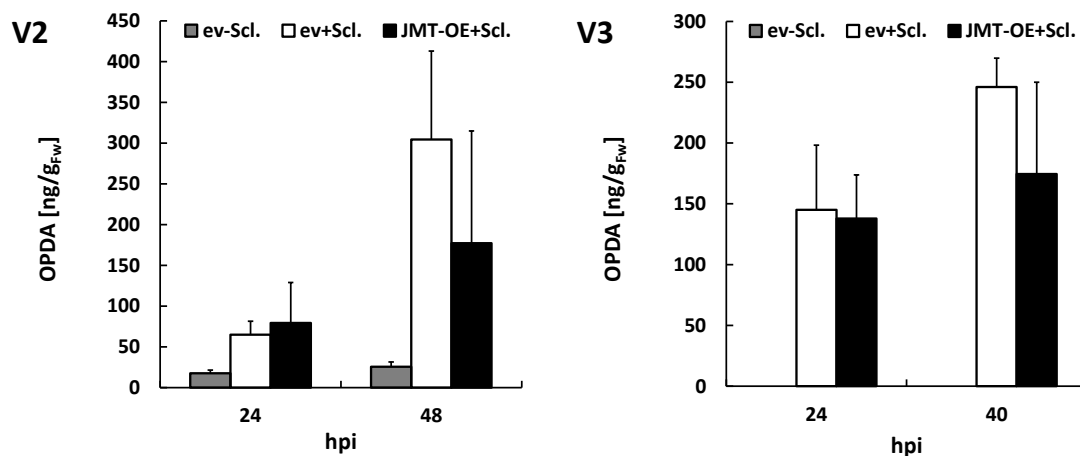 V2
ev-Scl. ev+Scl. JMT-OE+Scl.
OPDA [ng/gFw]
450
400
350
300
250
200
150
100
50
0
24 48
hpi
V3
ev-Scl. ev+Scl. JMT-OE+Scl.
OPDA [ng/gFw]
300
250
200
150
100
50
0
24 40
hpi